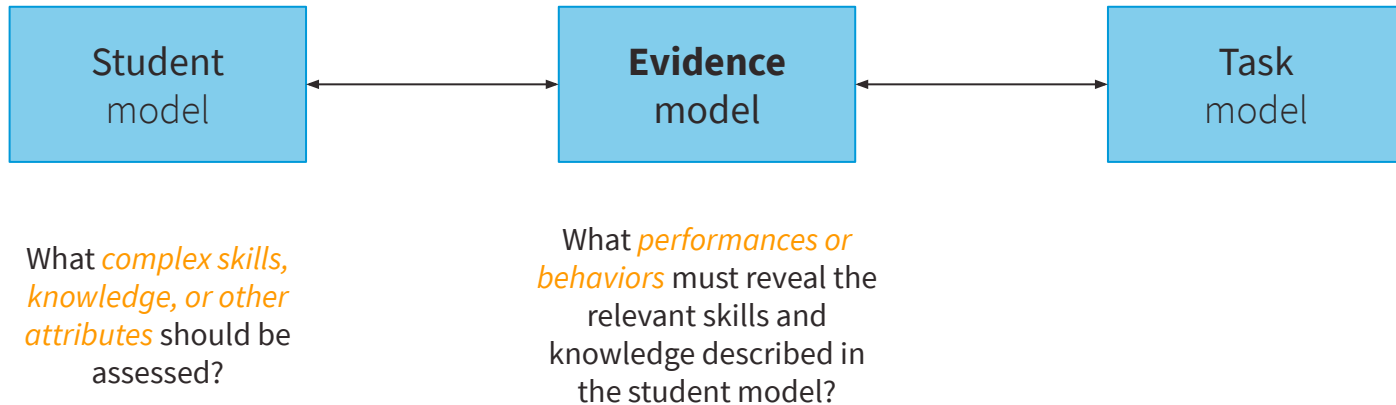 Student
model
Evidence
model
Task
model
What complex skills,
knowledge, or other
attributes should be
assessed?
What performances or
behaviors must reveal the
relevant skills and
knowledge described in
the student model?